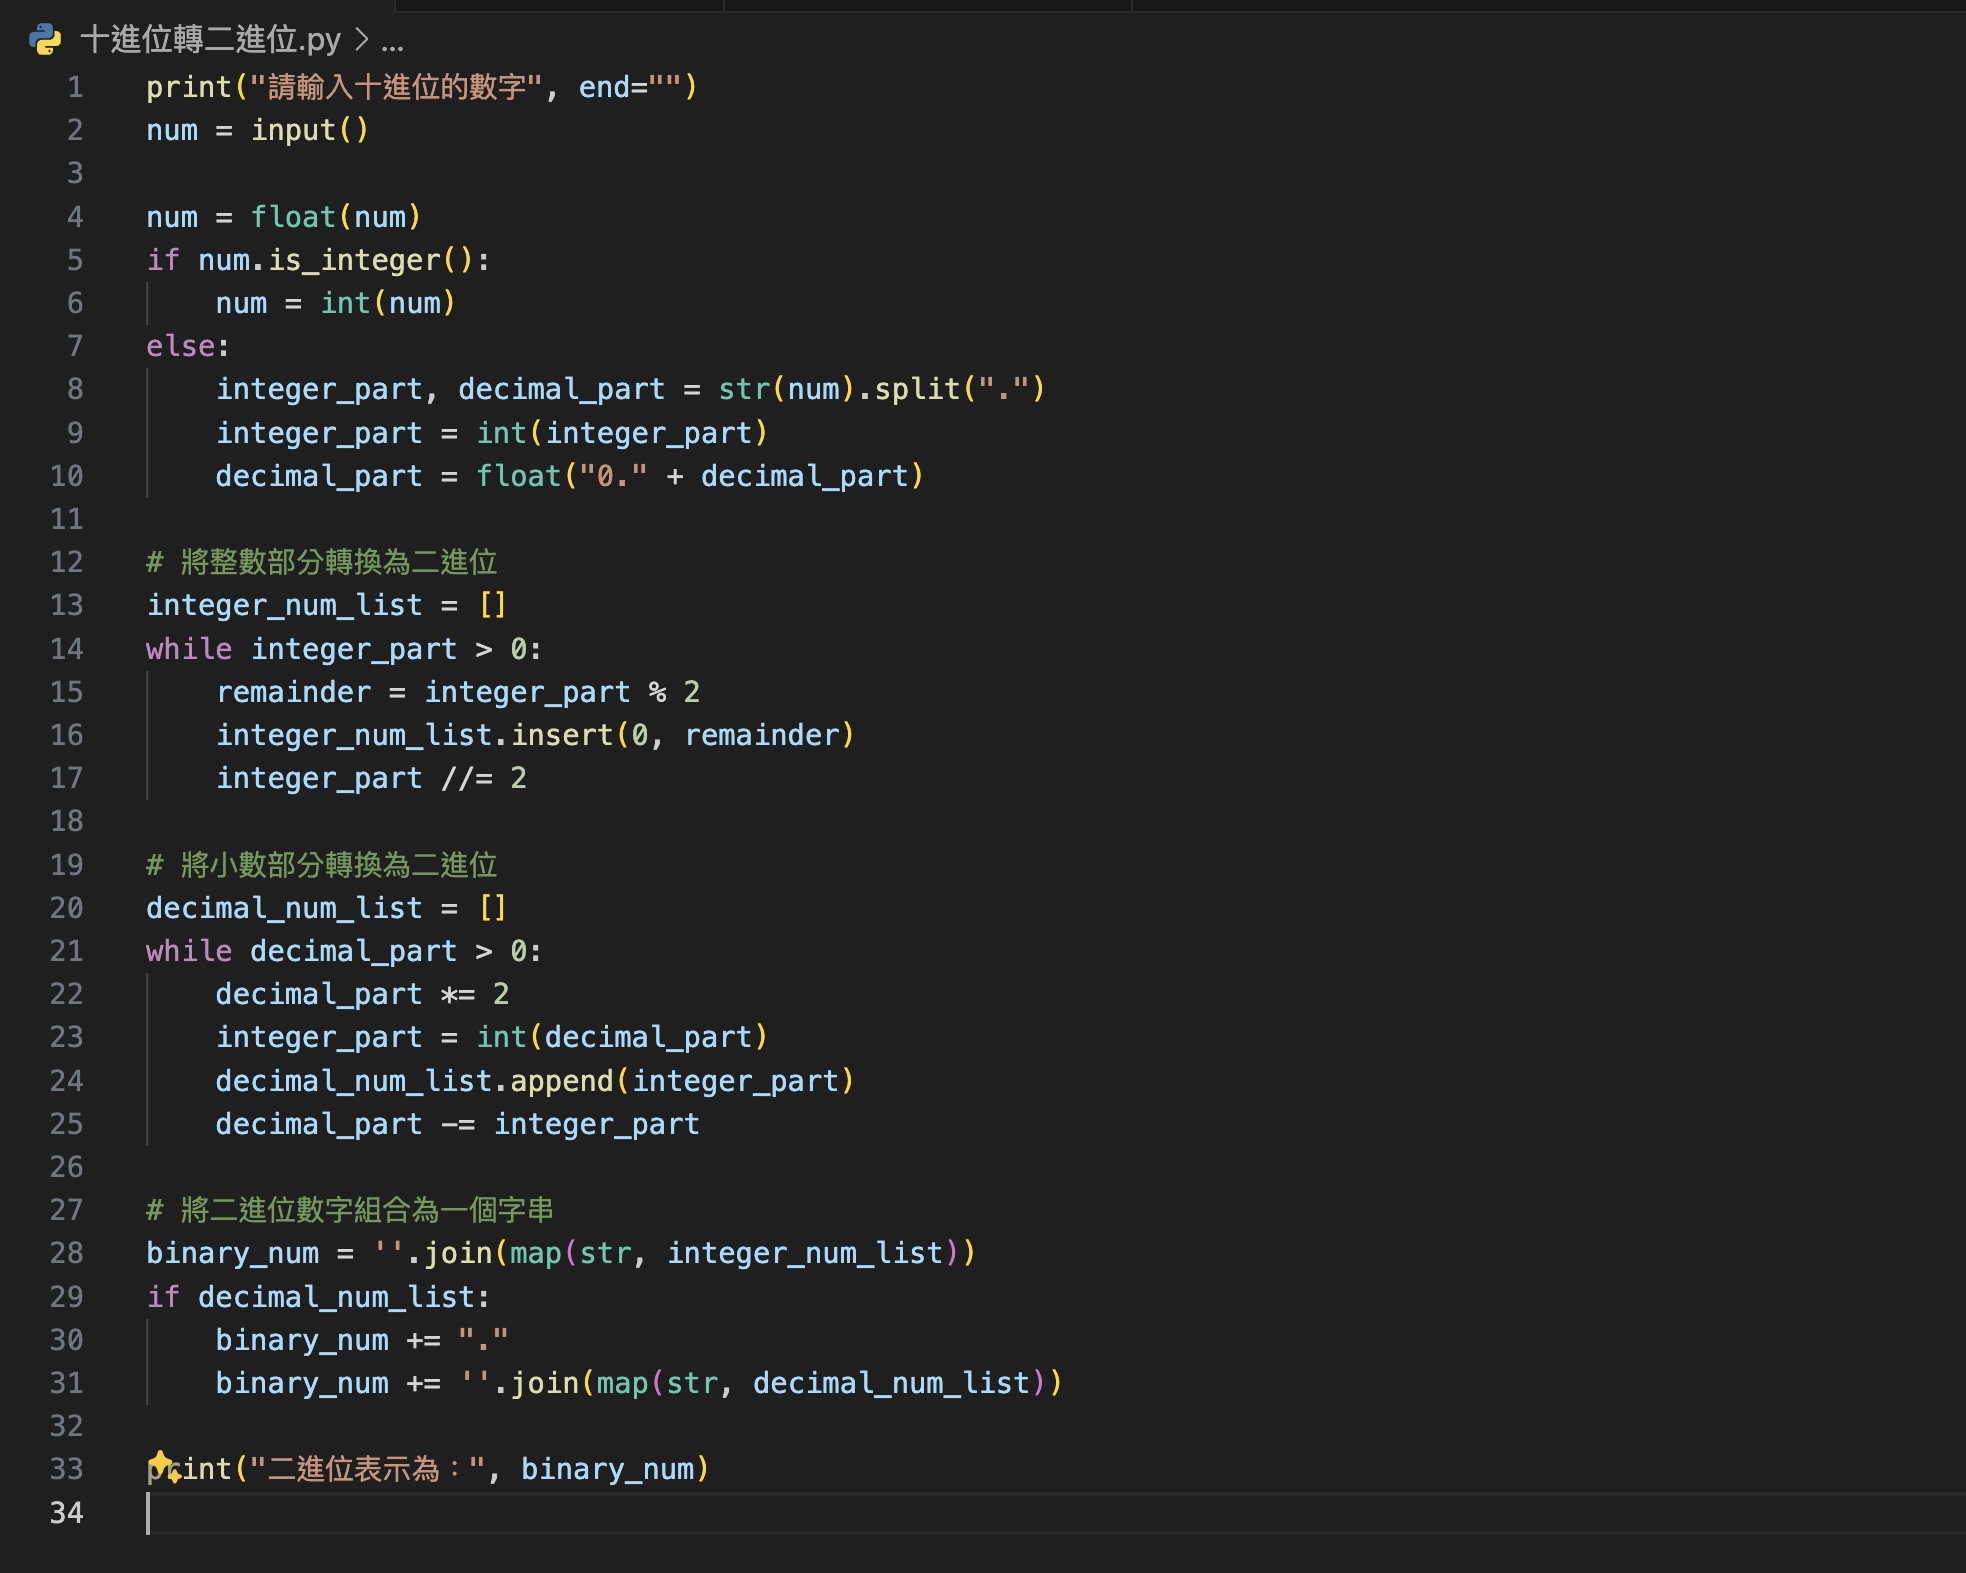 十進位轉二進位.py > ...
1 print("請輸入十進位的數字", end="")
2 num = input()
3
4 num = float(num)
5 if num.is_integer():
6     num = int(num)
7 else:
8     integer_part, decimal_part = str(num).split(".")
9     integer_part = int(integer_part)
10     decimal_part = float("0." + decimal_part)
11
12 # 將整數部分轉換為二進位
13 integer_num_list = []
14 while integer_part > 0:
15     remainder = integer_part % 2
16     integer_num_list.insert(0, remainder)
17     integer_part //= 2
18
19 # 將小數部分轉換為二進位
20 decimal_num_list = []
21 while decimal_part > 0:
22     decimal_part *= 2
23     integer_part = int(decimal_part)
24     decimal_num_list.append(integer_part)
25     decimal_part -= integer_part
26
27 # 將二進位數字組合為一個字串
28 binary_num = ''.join(map(str, integer_num_list))
29 if decimal_num_list:
30     binary_num += "."
31     binary_num += ''.join(map(str, decimal_num_list))
32
33 print("二進位表示為：", binary_num)
34